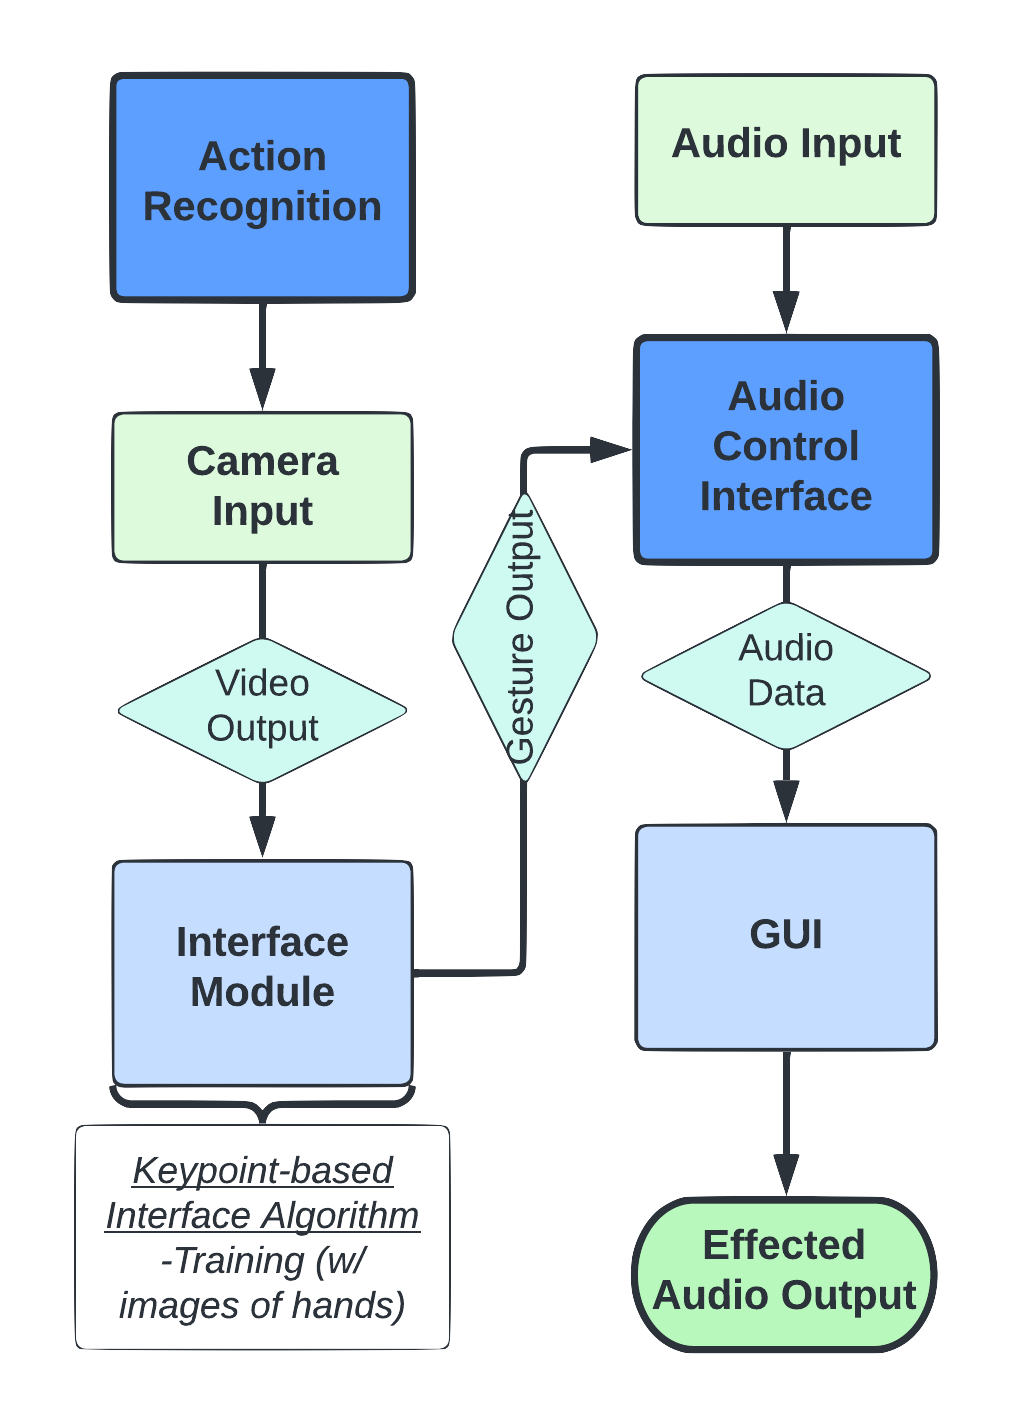 Action
Recognition
Camera
Input
Video
Output
Interface
Module
Keypoint-based
Interface Algorithm
-Training (w/
images of hands)
Gesture Output
Audio Input
Audio
Control
Interface
Audio
Data
GUI
Effected
Audio Output